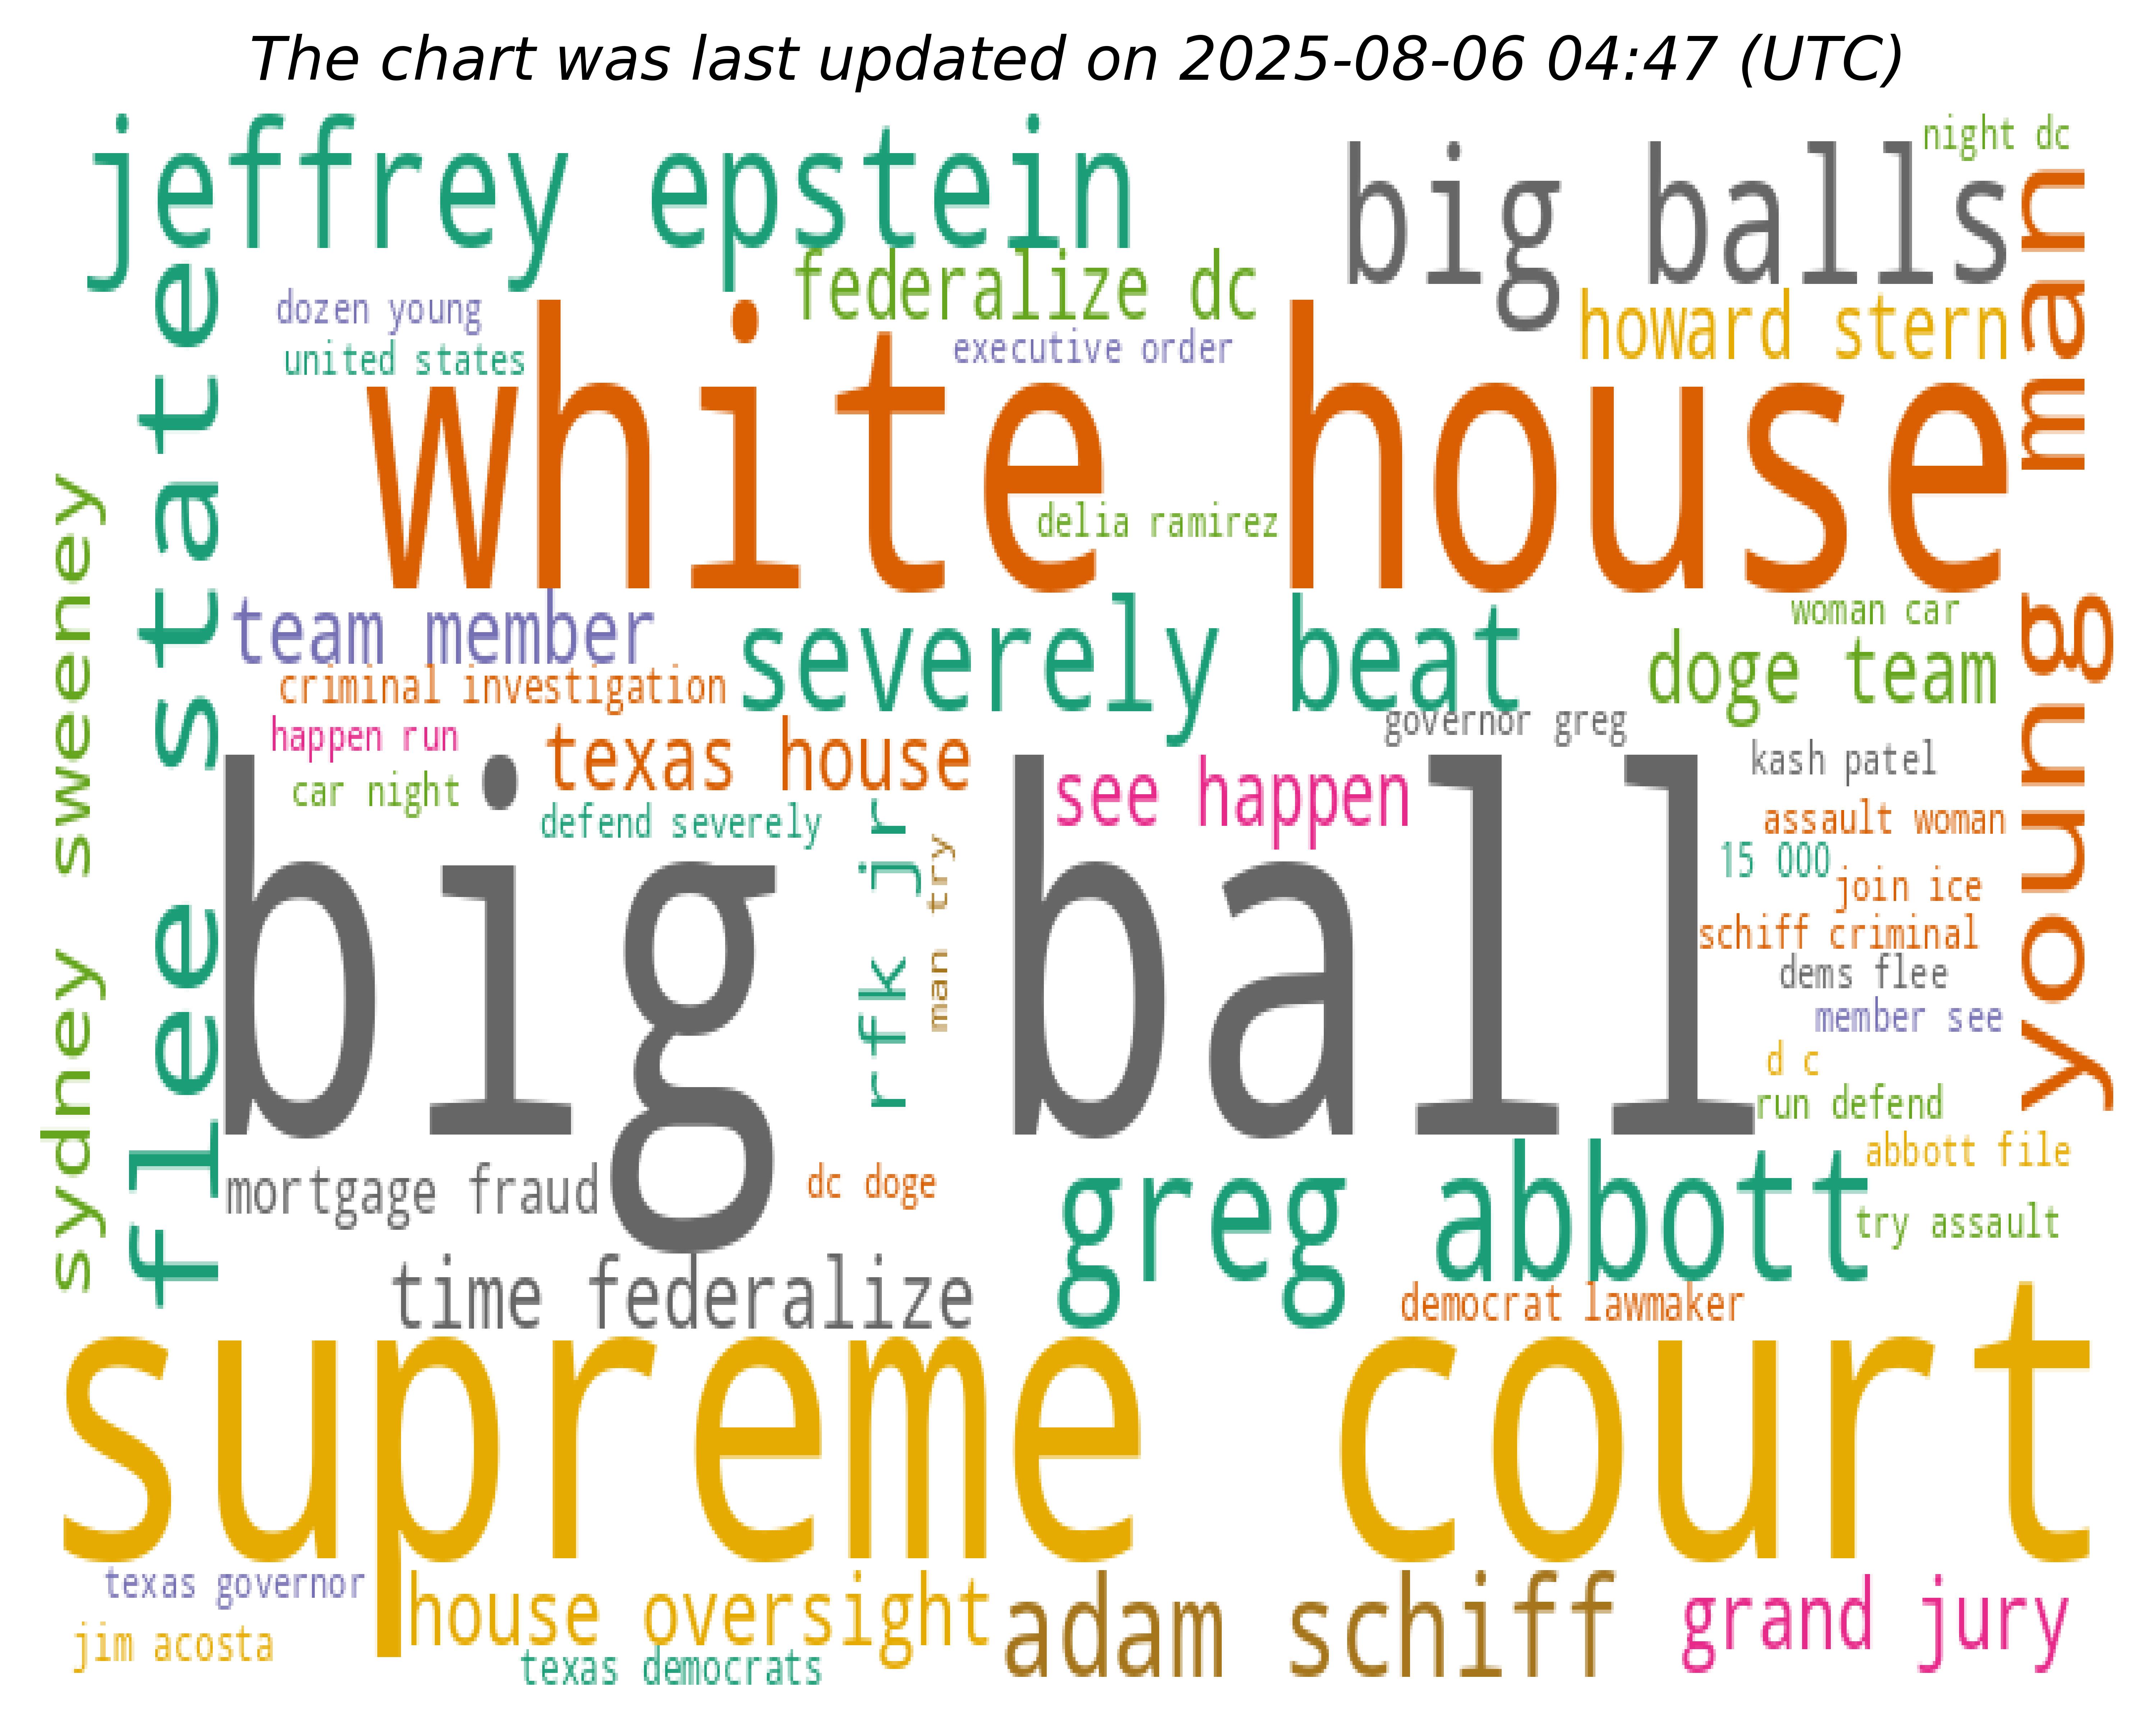 The chart was last updated on 2025-08-06 04:47 (UTC)
jeffrey epstein
big balls
night dc
young man
federalize dc
howard stern
dozen young
united states
executive order
white house
delia ramirez
flee state
sydney sweeney
team member
severely beat
woman car
doge team
criminal investigation
governor greg
happen run
texas house
see happen
kash patel
car night
defend severely
assault woman
15 000
join ice
big ball
rfk jr
man try
schiff criminal
dems flee
member see
d c
run defend
mortgage fraud
dc doge
greg abbott
abbott file
try assault
time federalize
democrat lawmaker
supreme court
texas governor
house oversight
adam schiff
grand jury
jim acosta
texas democrats